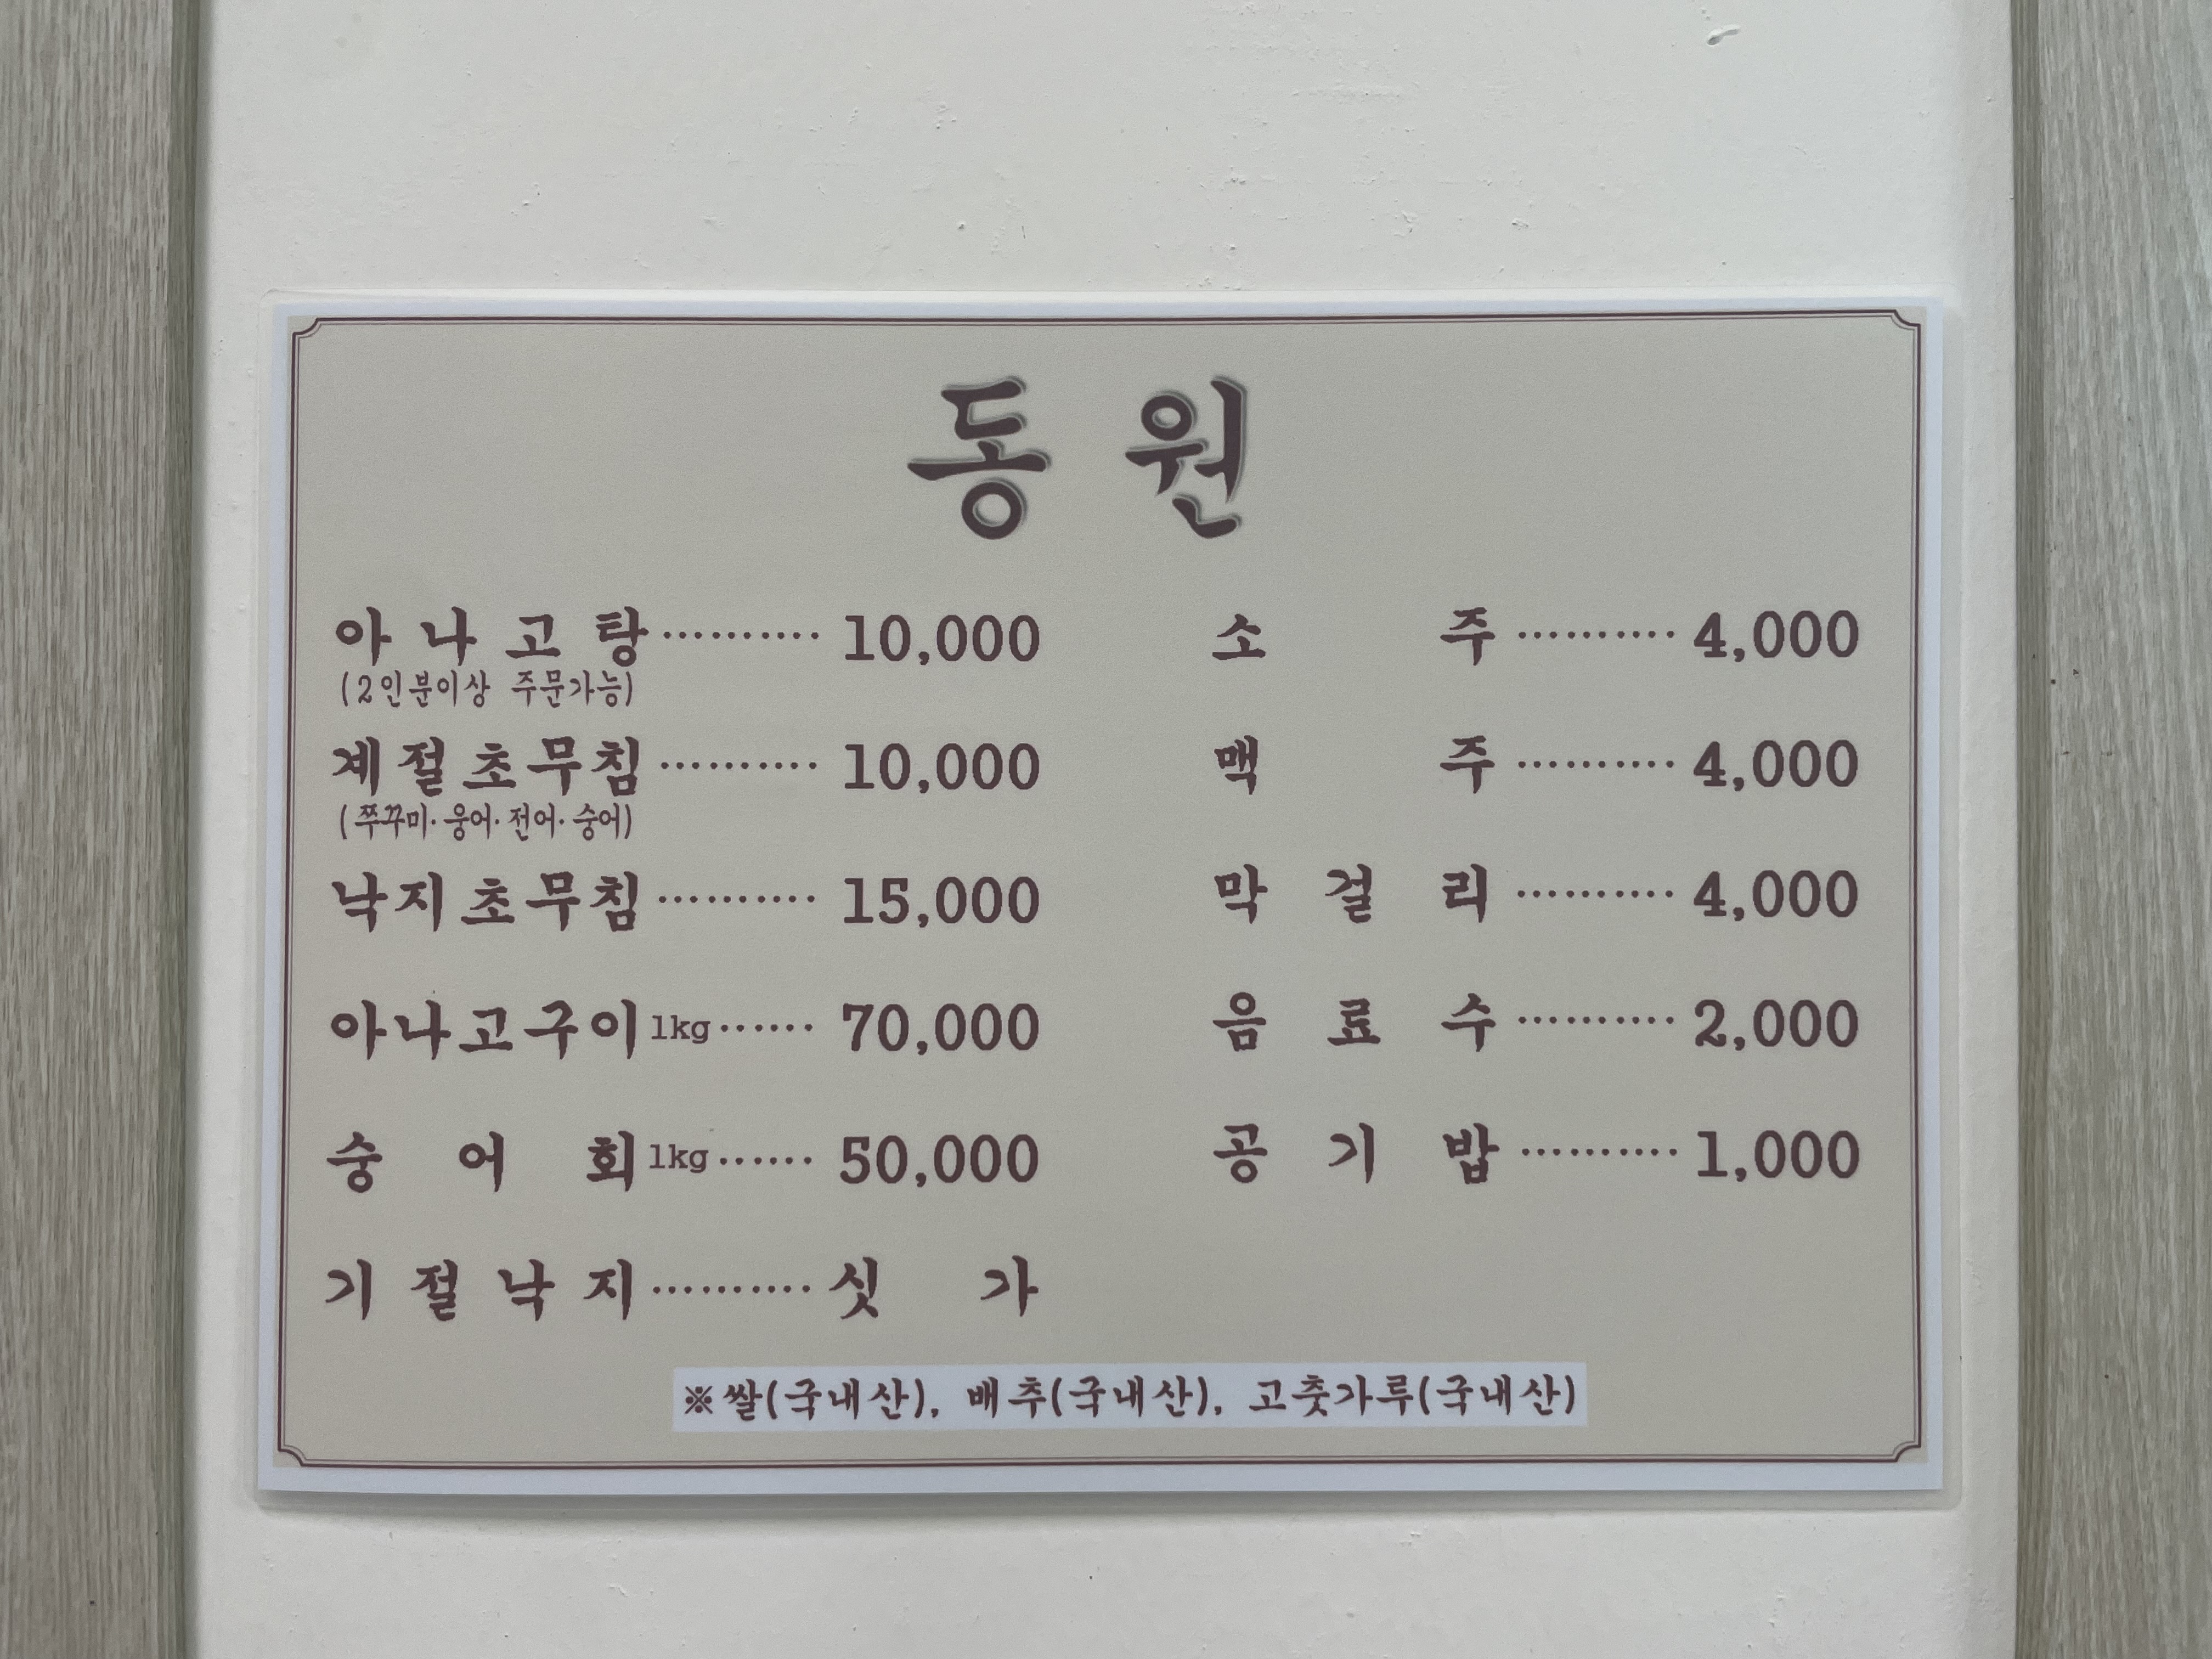 동 원
아나고탕 ·········· 10,000
(2인분이상 주문가능)
계절초무침 ·········· 10,000
(쭈꾸미·웅어·전어·숭어)
낙지초무침 ·········· 15,000
아나고구이 1kg ······ 70,000
숭어회 1kg ······ 50,000
기절낙지 ·········· 싯가
소주 ·········· 4,000
맥주 ·········· 4,000
막걸리 ·········· 4,000
음료수 ·········· 2,000
공기밥 ·········· 1,000
※쌀(국내산), 배추(국내산), 고춧가루(국내산)